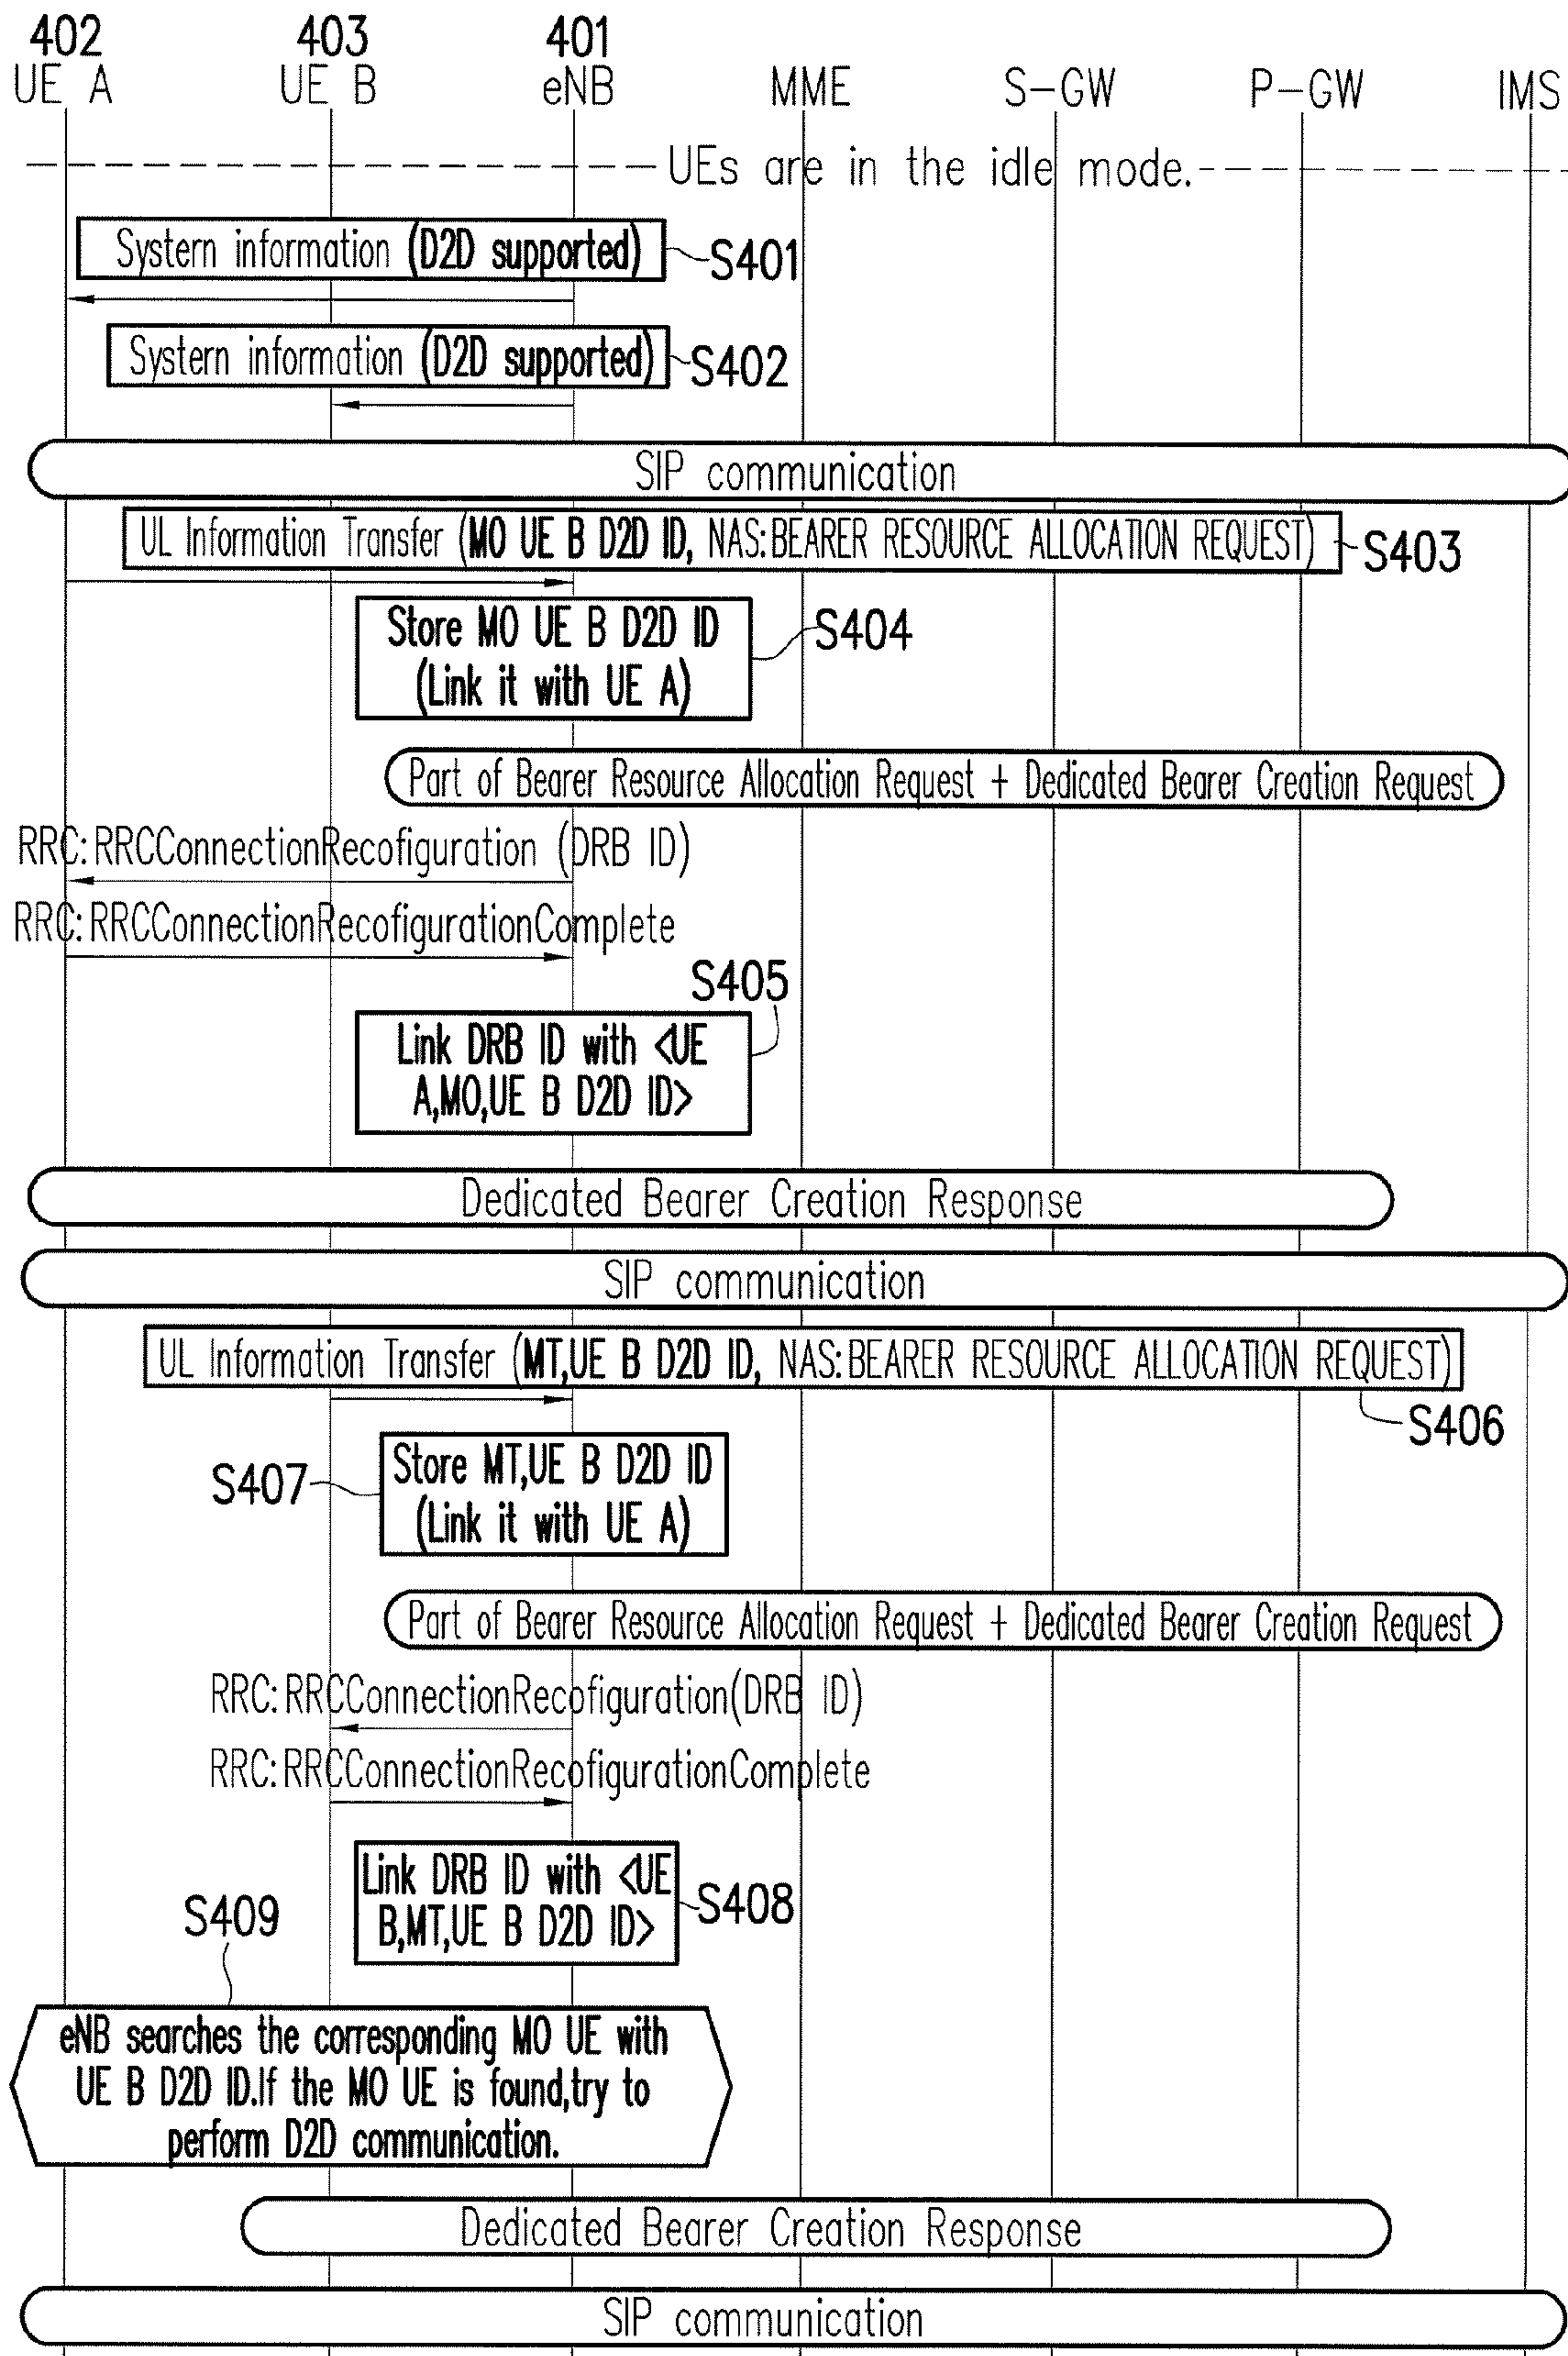 402 403 401
UE A UE B eNB MME S-GW P-GW IMS
UEs are in the idle mode.
System information (D2D supported) S401
System information (D2D supported) S402
SIP communication
UL Information Transfer (MO UE B D2D ID, NAS:BEARER RESOURCE ALLOCATION REQUEST) S403
Store MO UE B D2D ID S404
(Link it with UE A)
Part of Bearer Resource Allocation Request + Dedicated Bearer Creation Request
RRC:RRCConnectionRecofiguration (DRB ID)
RRC:RRCConnectionRecofigurationComplete
S405
Link DRB ID with <UE
A,MO,UE B D2D ID>
Dedicated Bearer Creation Response
SIP communication
UL Information Transfer (MT,UE B D2D ID, NAS:BEARER RESOURCE ALLOCATION REQUEST)
S406
Store MT,UE B D2D ID
S407
(Link it with UE A)
Part of Bearer Resource Allocation Request + Dedicated Bearer Creation Request
RRC:RRCConnectionRecofiguration(DRB ID)
RRC:RRCConnectionRecofigurationComplete
Link DRB ID with <UE
B,MT,UE B D2D ID> S408
S409
eNB searches the corresponding MO UE with
UE B D2D ID.If the MO UE is found,try to
perform D2D communication.
Dedicated Bearer Creation Response
SIP communication